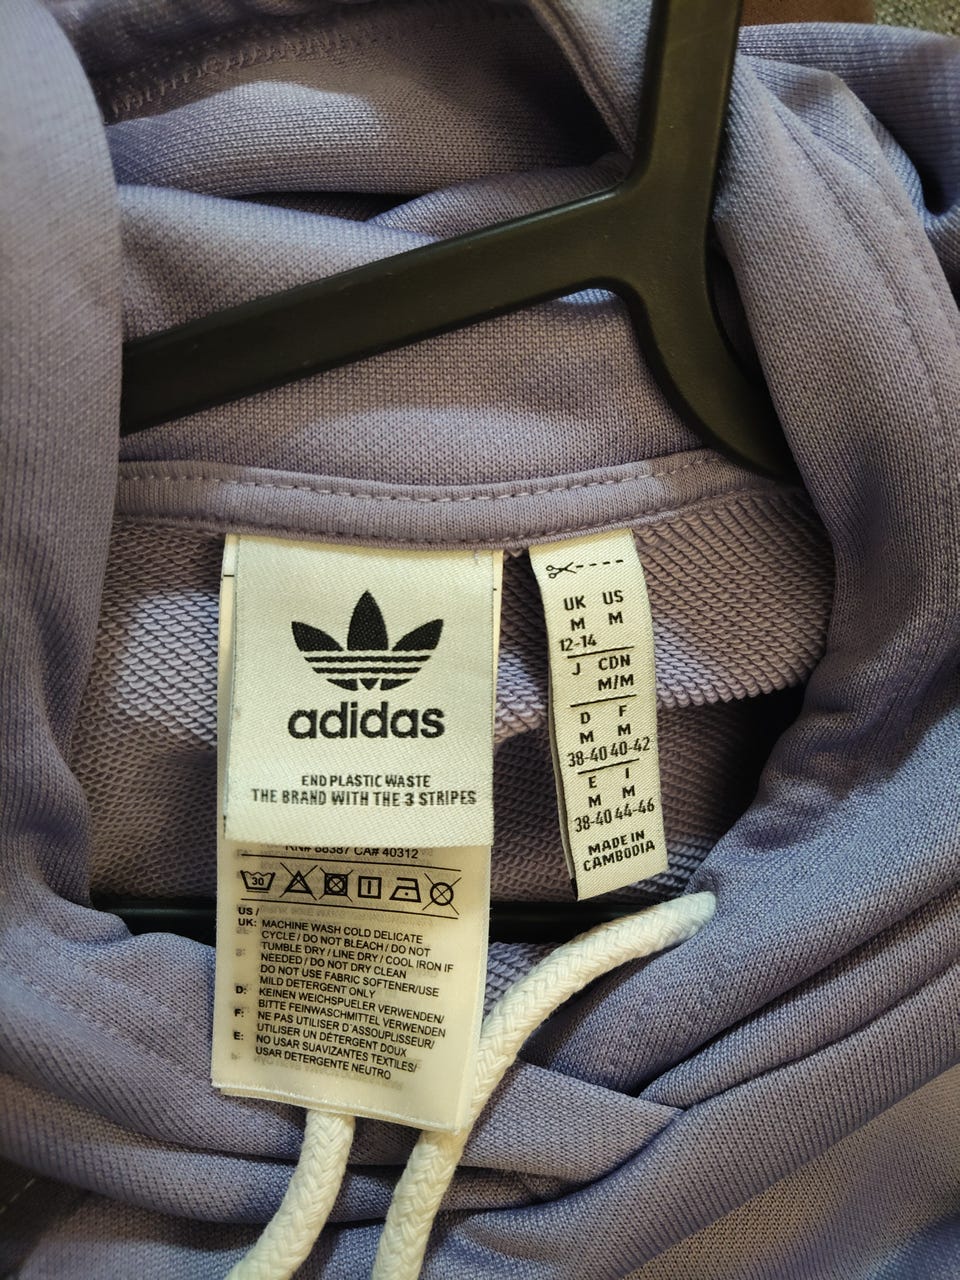 adidas
END PLASTIC WASTE
THE BRAND WITH THE 3 STRIPES
RN# 88387 CA# 40312
30
US /
UK: MACHINE WASH COLD DELICATE
CYCLE / DO NOT BLEACH / DO NOT
TUMBLE DRY / LINE DRY / COOL IRON IF
NEEDED / DO NOT DRY CLEAN
DO NOT USE FABRIC SOFTENER/USE
MILD DETERGENT ONLY
D: KEINEN WEICHSPUELER VERWENDEN/
BITTE FEINWASCHMITTEL VERWENDEN
F: NE PAS UTILISER D`ASSOUPLISSEUR/
UTILISER UN DÉTERGENT DOUX
E: NO USAR SUAVIZANTES TEXTILES/
USAR DETERGENTE NEUTRO
UK US
M M
12-14
J CDN
M/M
D F
M M
38-40 40-42
E I
M M
38-40 44-46
MADE IN
CAMBODIA